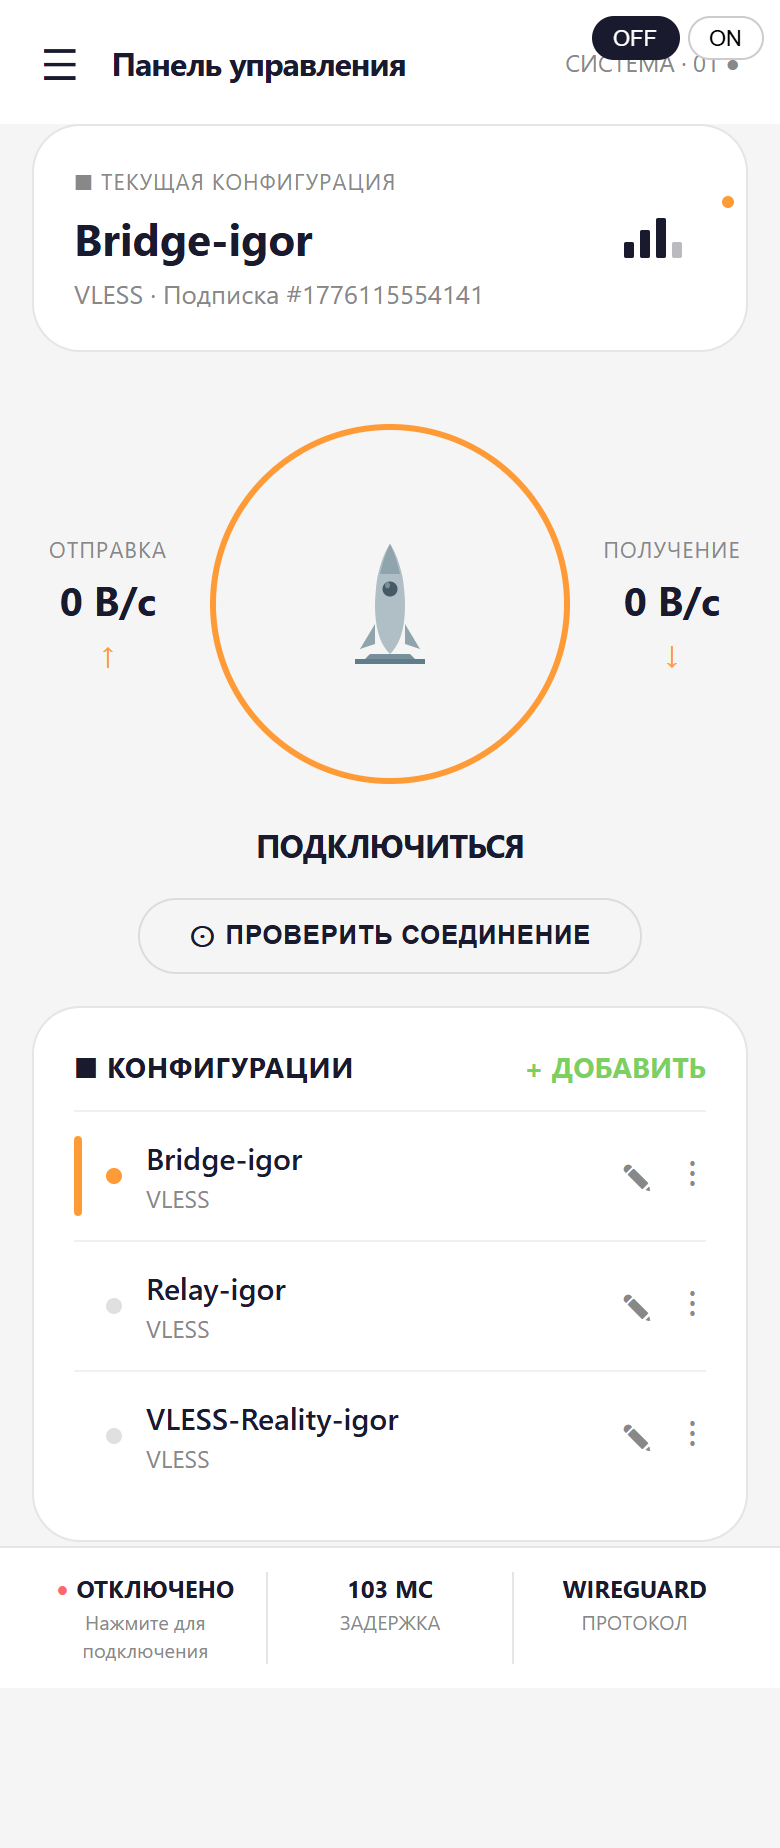 OFF ON
Панель управления
СИСТЕМА · 01 ●
■ ТЕКУЩАЯ КОНФИГУРАЦИЯ
Bridge-igor
VLESS · Подписка #1776115554141
ОТПРАВКА
0 B/c
↑
ПОЛУЧЕНИЕ
0 B/c
↓
ПОДКЛЮЧИТЬСЯ
⊙ ПРОВЕРИТЬ СОЕДИНЕНИЕ
■ КОНФИГУРАЦИИ
+ ДОБАВИТЬ
Bridge-igor
VLESS
Relay-igor
VLESS
VLESS-Reality-igor
VLESS
● ОТКЛЮЧЕНО
Нажмите для
подключения
103 МС
ЗАДЕРЖКА
WIREGUARD
ПРОТОКОЛ